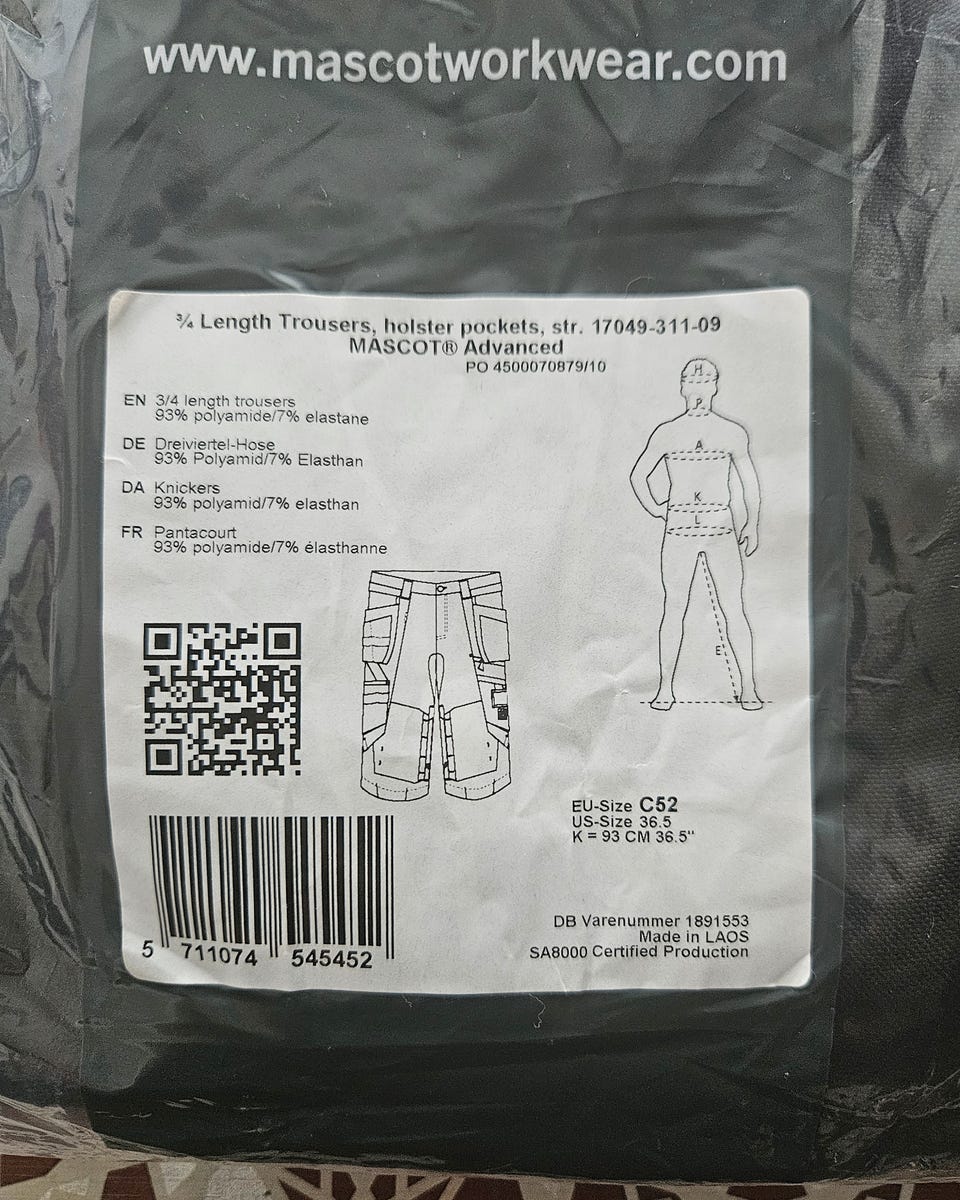 www.mascotworkwear.com
¾ Length Trousers, holster pockets, str. 17049-311-09
MASCOT® Advanced
PO 4500070879/10
EN 3/4 length trousers
93% polyamide/7% elastane
DE Dreiviertel-Hose
93% Polyamid/7% Elasthan
DA Knickers
93% polyamid/7% elasthan
FR Pantacourt
93% polyamide/7% élasthanne
H
P
A
K
L
E
EU-Size C52
US-Size 36.5
K = 93 CM 36.5"
DB Varenummer 1891553
Made in LAOS
SA8000 Certified Production
5 711074 545452